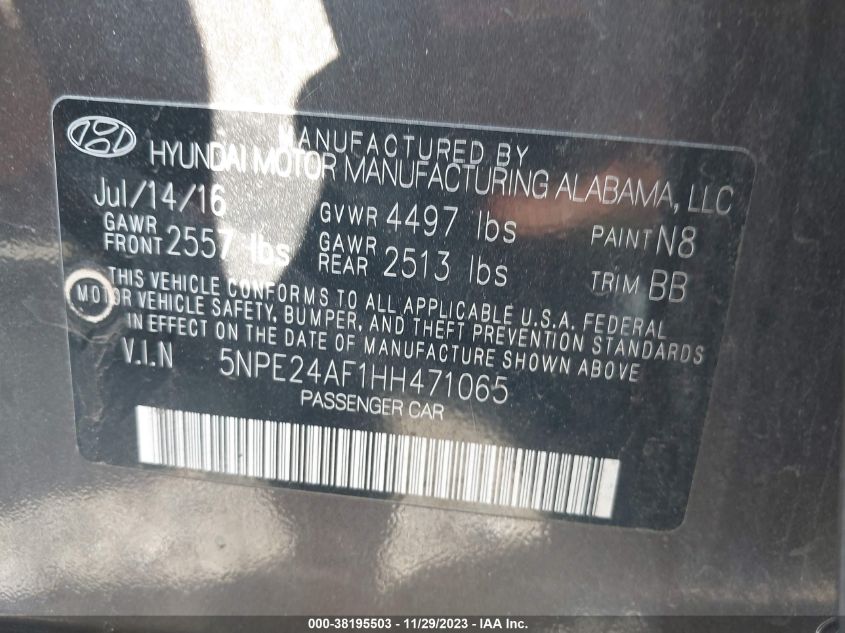 MANUFACTURED BY
HYUNDAI MOTOR MANUFACTURING ALABAMA, LLC
Jul/14/16 GVWR 4497 lbs PAINT N8
GAWR FRONT 2557 lbs GAWR REAR 2513 lbs TRIM BB
THIS VEHICLE CONFORMS TO ALL APPLICABLE U.S.A. FEDERAL
MOTOR VEHICLE SAFETY, BUMPER, AND THEFT PREVENTION STANDARDS
IN EFFECT ON THE DATE OF MANUFACTURE SHOWN ABOVE
V.I.N 5NPE24AF1HH471065
PASSENGER CAR
000-38195503 - 11/29/2023 - IAA Inc.